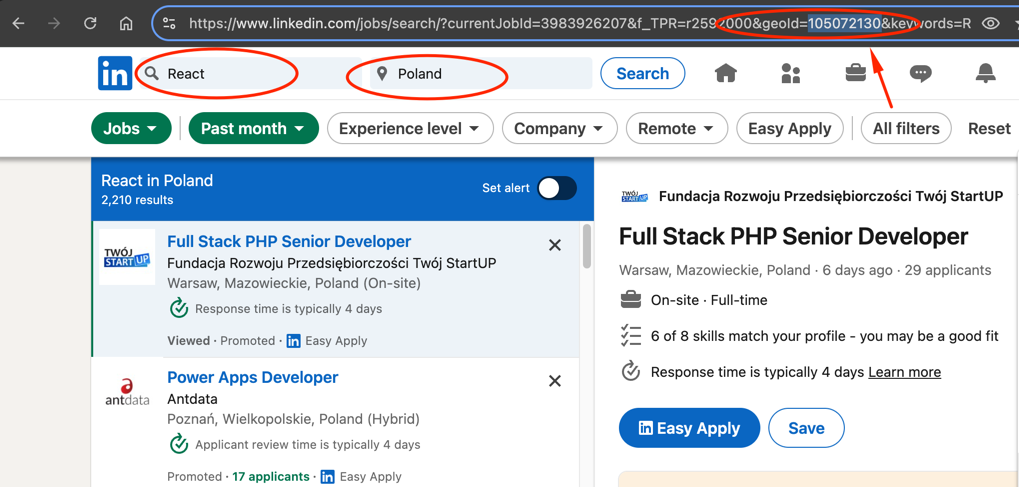 https://www.linkedin.com/jobs/search/?currentJobId=3983926207&f_TPR=r2592000&geoId=105072130&keywords=R
in
React
Poland
Search
Jobs
Past month
Experience level
Company
Remote
Easy Apply
All filters
Reset
React in Poland
2,210 results
Set alert
TWÓJ
STARTUP
Full Stack PHP Senior Developer
Fundacja Rozwoju Przedsiębiorczości Twój StartUP
Warsaw, Mazowieckie, Poland (On-site)
Response time is typically 4 days
Viewed · Promoted · in Easy Apply
antdata
Power Apps Developer
Antdata
Poznań, Wielkopolskie, Poland (Hybrid)
Applicant review time is typically 4 days
Promoted · 17 applicants · in Easy Apply
TWÓJ
STARTUP
Fundacja Rozwoju Przedsiębiorczości Twój StartUP
Full Stack PHP Senior Developer
Warsaw, Mazowieckie, Poland · 6 days ago · 29 applicants
On-site · Full-time
6 of 8 skills match your profile - you may be a good fit
Response time is typically 4 days Learn more
in Easy Apply
Save